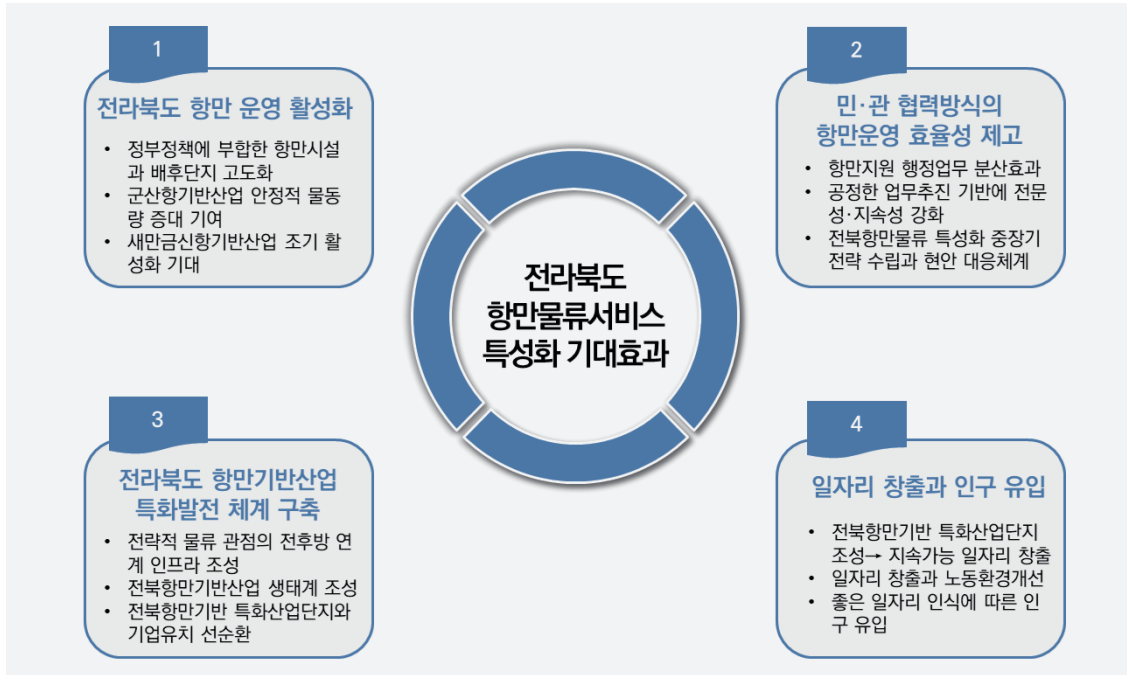 1
전라북도 항만 운영 활성화
• 정부정책에 부합한 항만시설
과 배후단지 고도화
• 군산항기반산업 안정적 물동
량 증대 기여
• 새만금신항기반산업 조기 활
성화 기대
2
민·관 협력방식의
항만운영 효율성 제고
• 항만지원 행정업무 분산효과
• 공정한 업무추진 기반에 전문
성·지속성 강화
• 전북항만물류 특성화 중장기
전략 수립과 현안 대응체계
전라북도
항만물류서비스
특성화 기대효과
3
전라북도 항만기반산업
특화발전 체계 구축
• 전략적 물류 관점의 전후방 연
계 인프라 조성
• 전북항만기반산업 생태계 조성
• 전북항만기반 특화산업단지와
기업유치 선순환
4
일자리 창출과 인구 유입
• 전북항만기반 특화산업단지
조성→ 지속가능 일자리 창출
• 일자리 창출과 노동환경개선
• 좋은 일자리 인식에 따른 인
구 유입